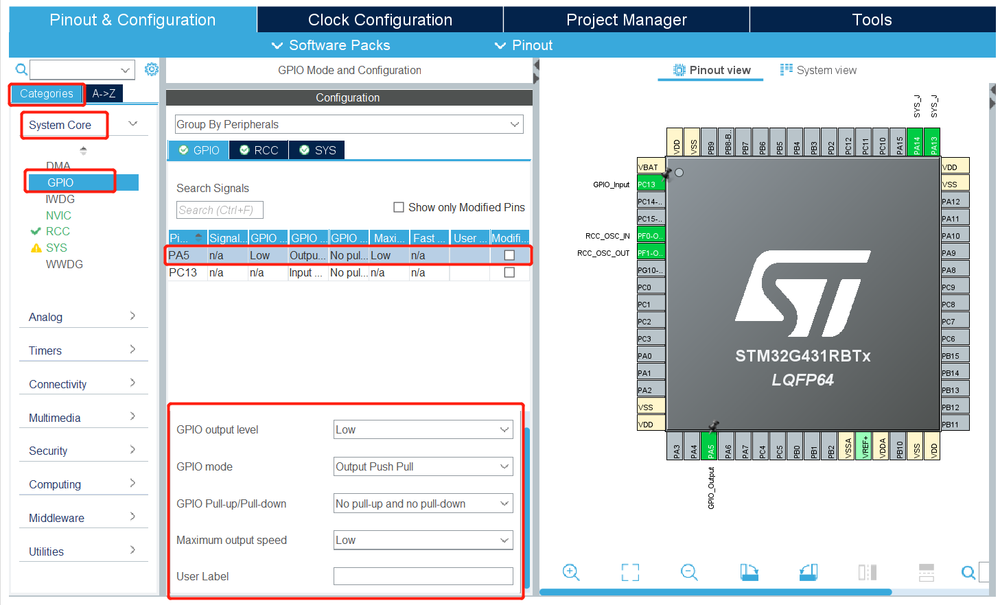 Pinout & Configuration
Clock Configuration
Project Manager
Tools
Software Packs
Pinout
GPIO Mode and Configuration
Categories
A->Z
System Core
DMA
GPIO
IWDG
NVIC
RCC
SYS
WWDG
Analog
Timers
Connectivity
Multimedia
Security
Computing
Middleware
Utilities
Configuration
Group By Peripherals
GPIO
RCC
SYS
Search Signals
Search (Ctrl+F)
Show only Modified Pins
Pi... Signal... GPIO ... GPIO ... GPIO ... Maxi... Fast ... User ... Modifi...
PA5 n/a Low Outpu... No pul... Low n/a
PC13 n/a n/a Input ... No pul... n/a n/a
GPIO output level Low
GPIO mode Output Push Pull
GPIO Pull-up/Pull-down No pull-up and no pull-down
Maximum output speed Low
User Label
Pinout view
System view
SYS_J
SYS_J
VDD
VSS
PB9
PB8-B..
PB7
PB6
PB5
PB4
PB3
PD2
PC12
PC11
PC10
PA15
PA14
PA13
VBAT
GPIO_Input PC13
PC14-..
PC15-..
RCC_OSC_IN PF0-O..
RCC_OSC_OUT PF1-O..
PG10-..
PC0
PC1
PC2
PC3
PA0
PA1
PA2
VSS
VDD
ST
STM32G431RBTx
LQFP64
VDD
VSS
PA12
PA11
PA10
PA9
PA8
PC9
PC8
PC7
PC6
PB15
PB14
PB13
PB12
PB11
PA3
PA4
PA5
PA6
PA7
PC4
PC5
PB0
PB1
PB2
VSSA
VREF+
VDDA
PB10
VSS
VDD
GPIO_Output